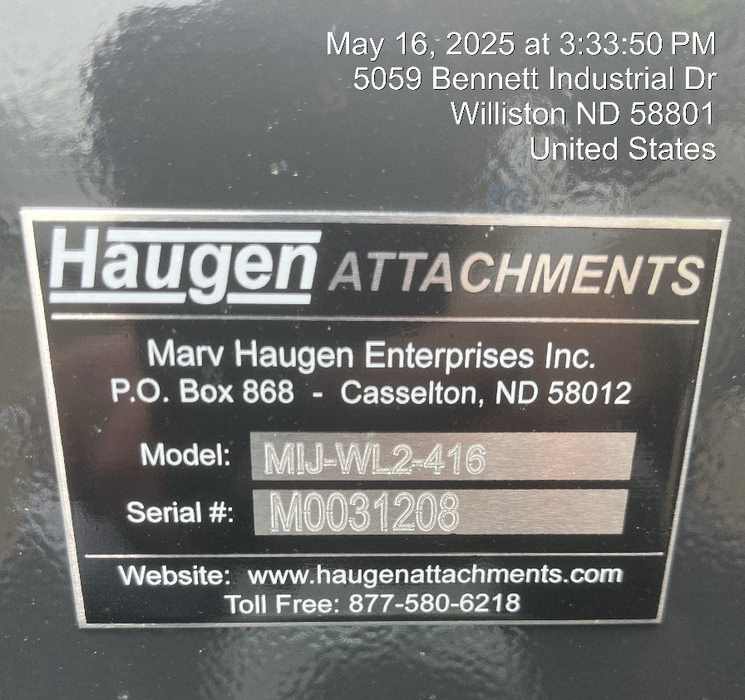 May 16, 2025 at 3:33:50 PM
5059 Bennett Industrial Dr
Williston ND 58801
United States
Haugen ATTACHMENTS
Marv Haugen Enterprises Inc.
P.O. Box 868 - Casselton, ND 58012
Model: MIJ-WL2-416
Serial #: M0031208
Website: www.haugenattachments.com
Toll Free: 877-580-6218